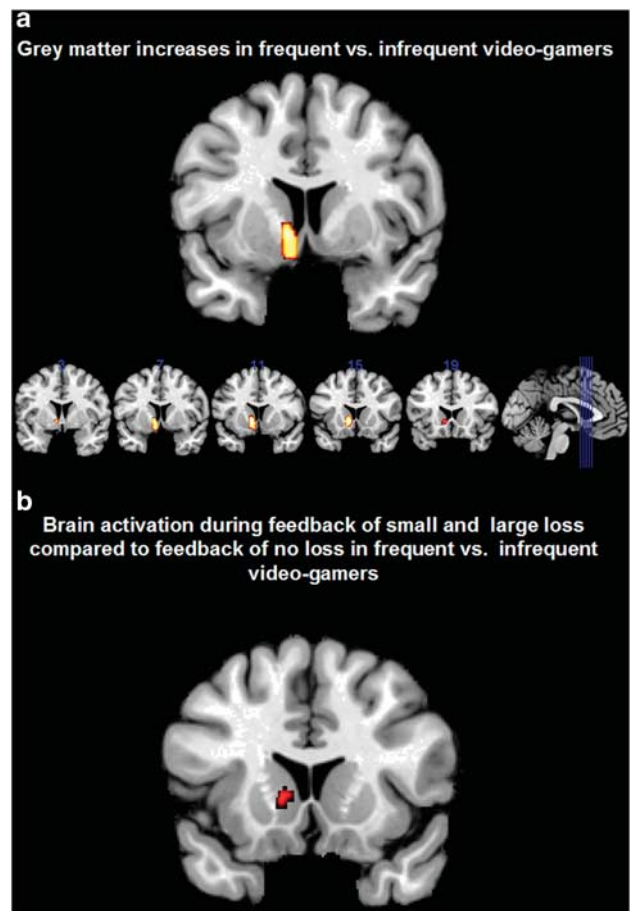 a
Grey matter increases in frequent vs. infrequent video-gamers
3 7 11 15 19
b
Brain activation during feedback of small and large loss
compared to feedback of no loss in frequent vs. infrequent
video-gamers